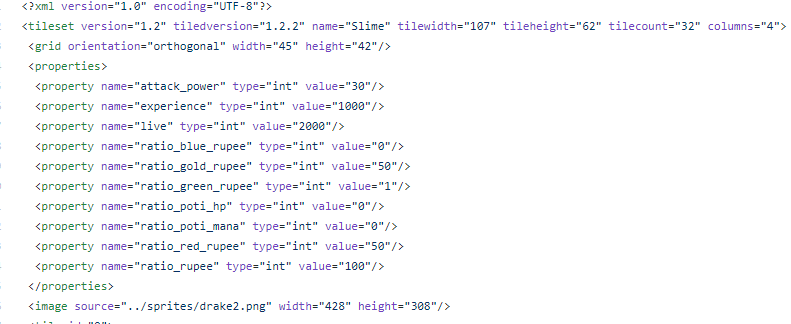 <?xml version="1.0" encoding="UTF-8"?>
<tileset version="1.2" tiledversion="1.2.2" name="Slime" tilewidth="107" tileheight="62" tilecount="32" columns="4">
<grid orientation="orthogonal" width="45" height="42"/>
<properties>
<property name="attack_power" type="int" value="30"/>
<property name="experience" type="int" value="1000"/>
<property name="live" type="int" value="2000"/>
<property name="ratio_blue_rupee" type="int" value="0"/>
<property name="ratio_gold_rupee" type="int" value="50"/>
<property name="ratio_green_rupee" type="int" value="1"/>
<property name="ratio_poti_hp" type="int" value="0"/>
<property name="ratio_poti_mana" type="int" value="0"/>
<property name="ratio_red_rupee" type="int" value="50"/>
<property name="ratio_rupee" type="int" value="100"/>
</properties>
<image source="../sprites/drake2.png" width="428" height="308"/>